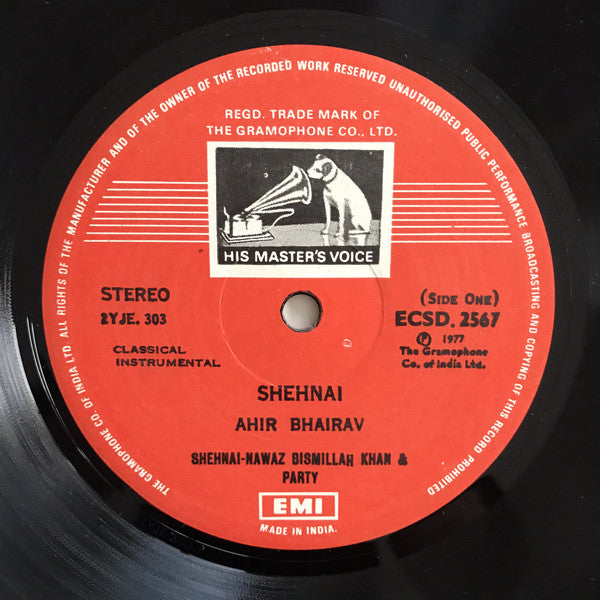 THE GRAMOPHONE CO. OF INDIA LTD. ALL RIGHTS OF THE MANUFACTURER AND OF THE OWNER OF THE RECORDED WORK RESERVED UNAUTHORISED PUBLIC PERFORMANCE BROADCASTING AND COPYING OF THIS RECORD PROHIBITED
REGD. TRADE MARK OF
THE GRAMOPHONE CO., LTD.
HIS MASTER'S VOICE
STEREO
2YJE. 303
(SIDE ONE)
ECSD. 2567
Ⓟ 1977
The Gramophone
Co. of India Ltd.
CLASSICAL
INSTRUMENTAL
SHEHNAI
AHIR BHAIRAV
SHEHNAI-NAWAZ BISMILLAH KHAN &
PARTY
EMI
MADE IN INDIA.